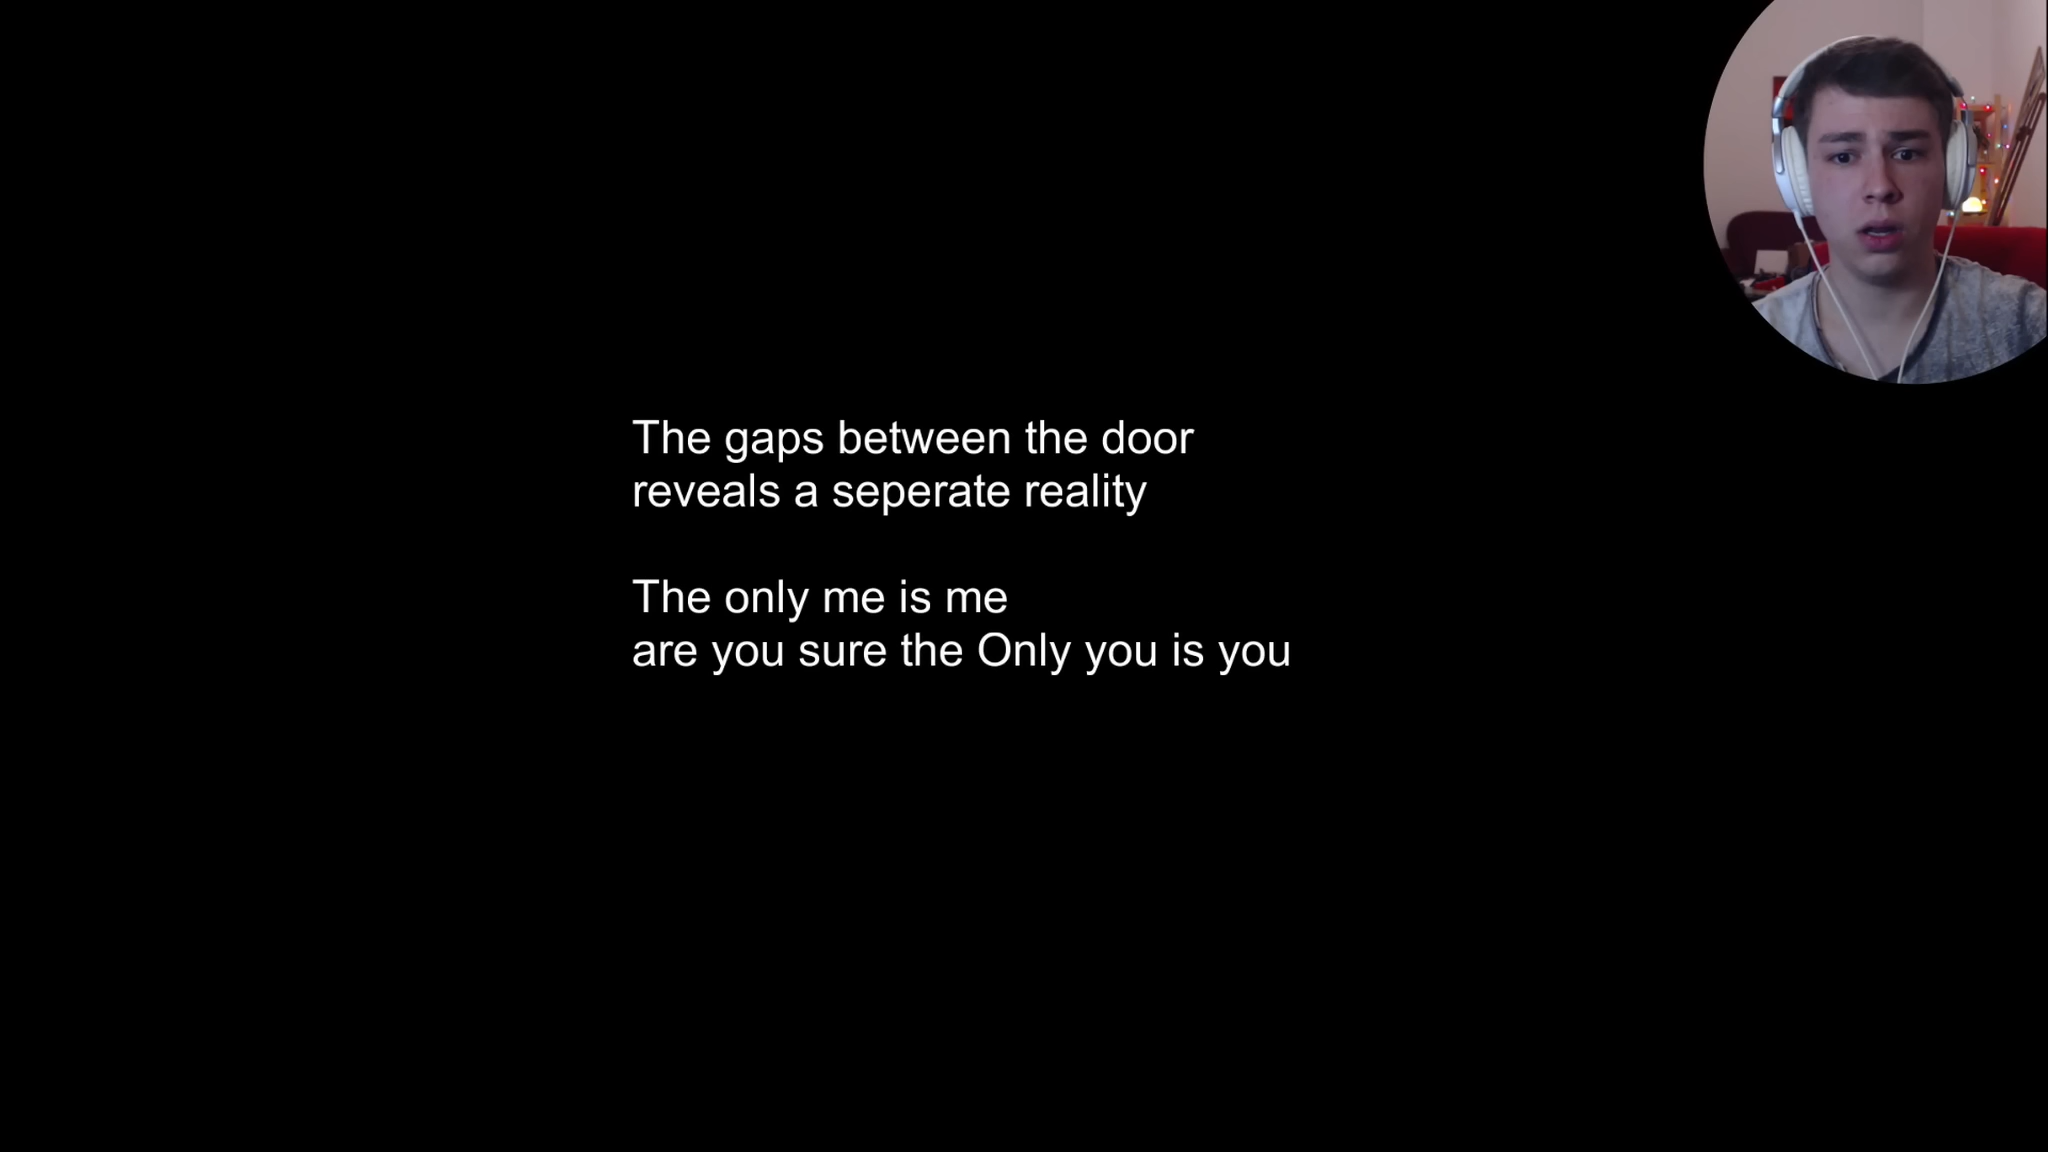 The gaps between the door
reveals a seperate reality
The only me is me
are you sure the Only you is you